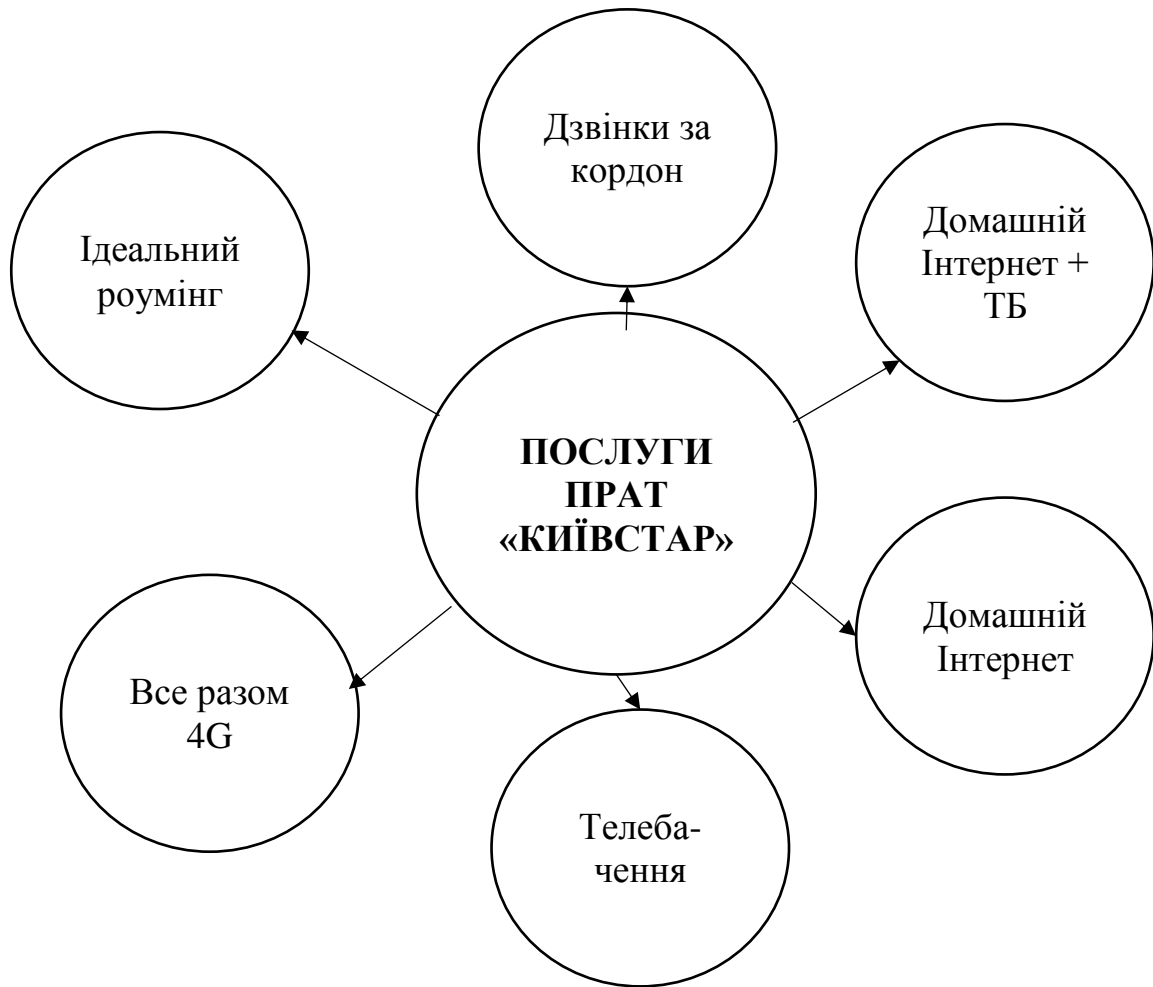 Дзвінки за
кордон
Ідеальний
роумінг
Домашній
Інтернет +
ТБ
ПОСЛУГИ
ПРАТ
«КИЇВСТАР»
Домашній
Інтернет
Все разом
4G
Телеба-
чення